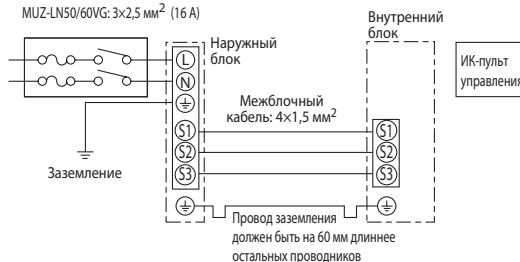 MUZ-LN50/60VG: 3×2,5 мм² (16 А)
Наружный
блок
Внутренний
блок
ИК-пульт
управления
L
N
Межблочный
кабель: 4×1,5 мм²
S1
S1
S2
S2
S3
S3
Заземление
Провод заземления
должен быть на 60 мм длиннее
остальных проводников